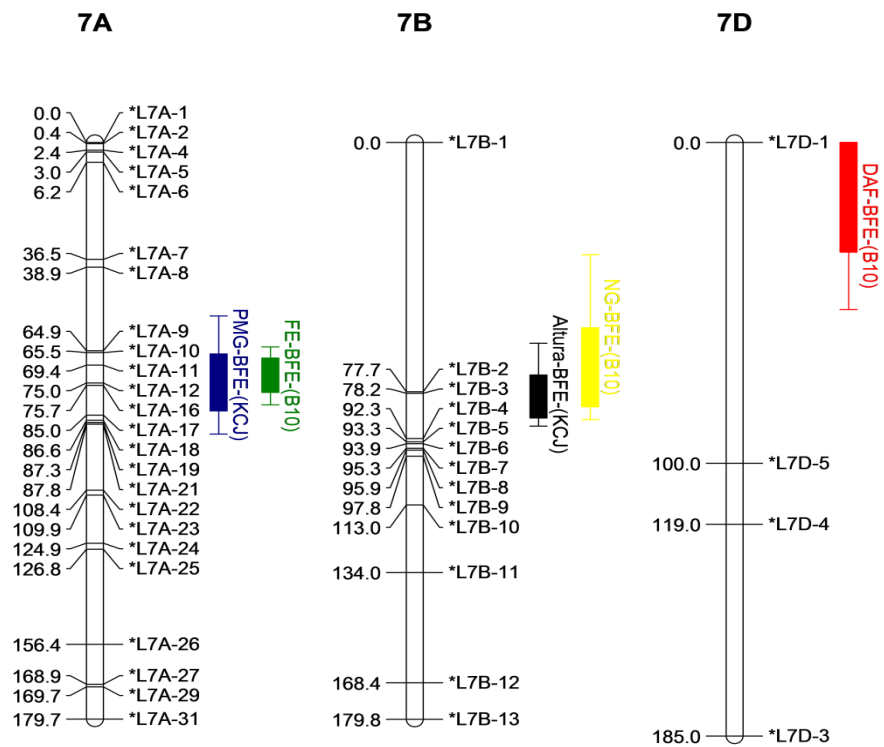 7A
7B
7D
0.0 *L7A-1
0.4 *L7A-2
2.4 *L7A-4
3.0 *L7A-5
6.2 *L7A-6
36.5 *L7A-7
38.9 *L7A-8
64.9 *L7A-9
65.5 *L7A-10
69.4 *L7A-11
75.0 *L7A-12
75.7 *L7A-16
85.0 *L7A-17
86.6 *L7A-18
87.3 *L7A-19
87.8 *L7A-21
108.4 *L7A-22
109.9 *L7A-23
124.9 *L7A-24
126.8 *L7A-25
156.4 *L7A-26
168.9 *L7A-27
169.7 *L7A-29
179.7 *L7A-31
PMG-BFE-(KCJ)
FE-BFE-(B10)
0.0 *L7B-1
77.7 *L7B-2
78.2 *L7B-3
92.3 *L7B-4
93.3 *L7B-5
93.9 *L7B-6
95.3 *L7B-7
95.9 *L7B-8
97.8 *L7B-9
113.0 *L7B-10
134.0 *L7B-11
168.4 *L7B-12
179.8 *L7B-13
Altura-BFE-(KCJ)
NG-BFE-(B10)
0.0 *L7D-1
100.0 *L7D-5
119.0 *L7D-4
185.0 *L7D-3
DAF-BFE-(B10)